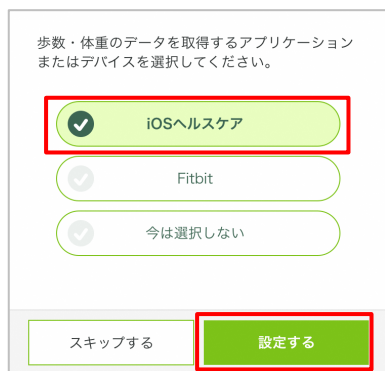 歩数・体重のデータを取得するアプリケーション
またはデバイスを選択してください。
iOSヘルスケア
Fitbit
今は選択しない
スキップする
設定する